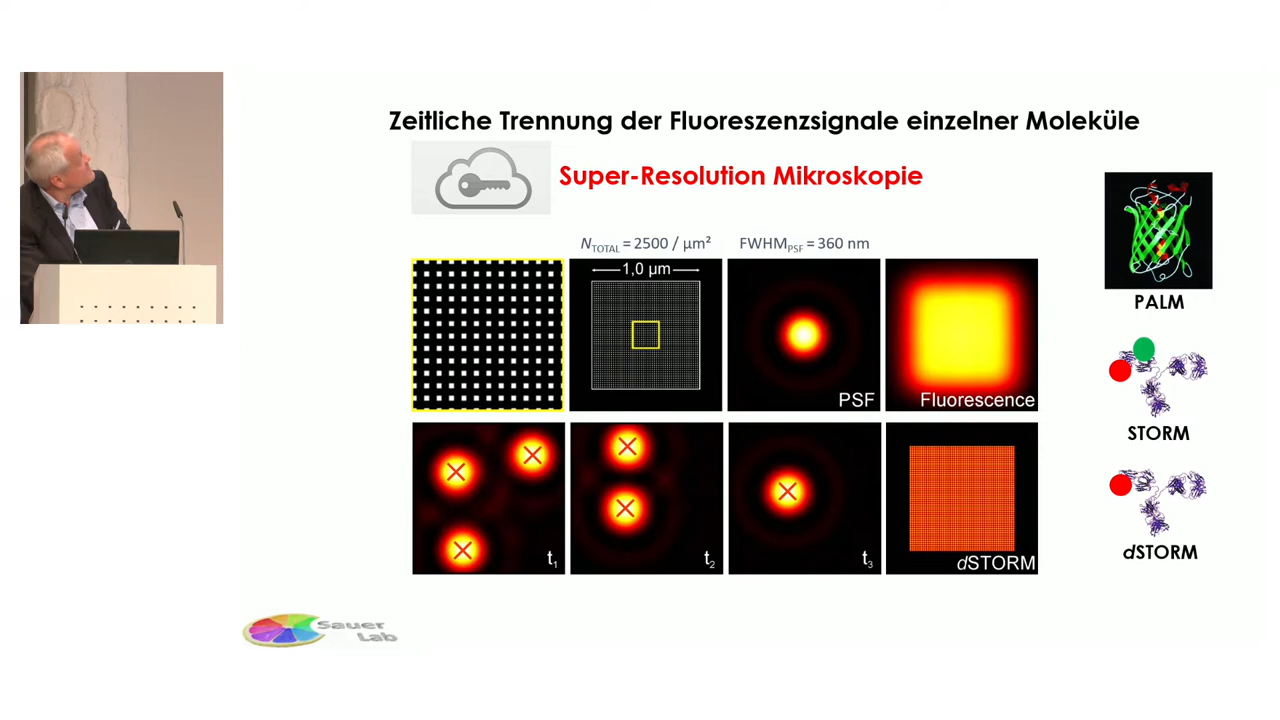 Zeitliche Trennung der Fluoreszenzsignale einzelner Moleküle
Super-Resolution Mikroskopie
N_TOTAL = 2500 / µm² FWHM_PSF = 360 nm
1,0 µm
PSF
Fluorescence
t₁
t₂
t₃
dSTORM
PALM
STORM
dSTORM
Sauer
Lab